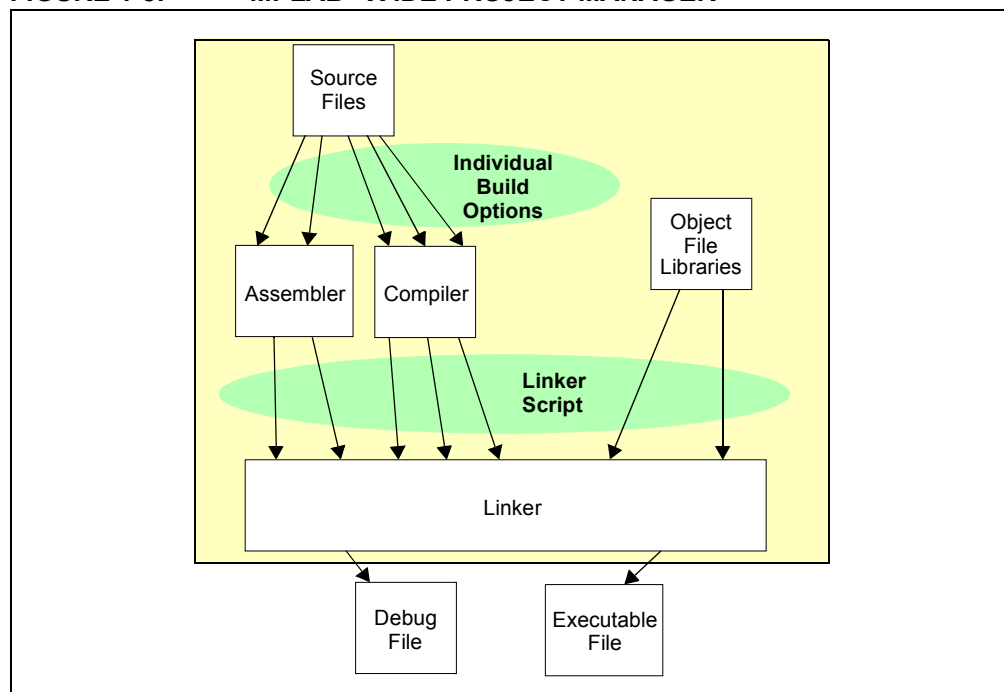 Source
Files
Individual
Build
Options
Object
File
Libraries
Assembler
Compiler
Linker
Script
Linker
Debug
File
Executable
File